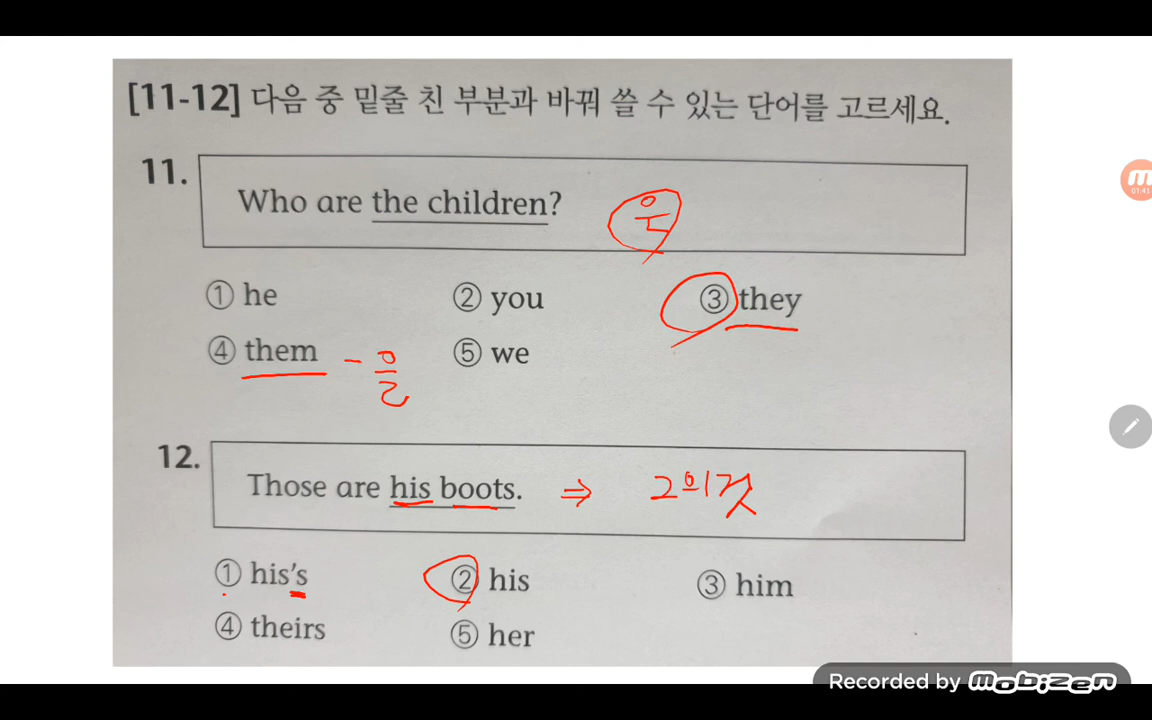 [11-12] 다음 중 밑줄 친 부분과 바꿔 쓸 수 있는 단어를 고르세요.
11.
Who are the children?
① he ② you ③ they
④ them - 을 ⑤ we
12.
Those are his boots. ⇒ 그의것
① his's ② his ③ him
④ theirs ⑤ her
01:41
Recorded by mobizen